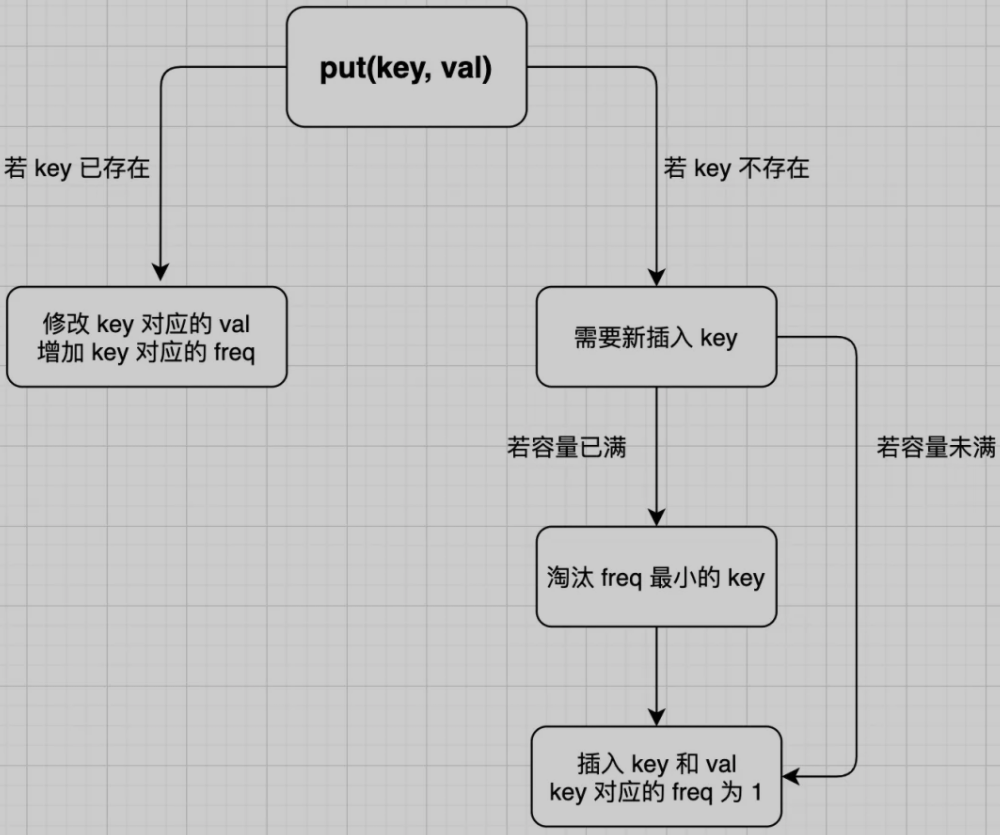 put(key, val)
若 key 已存在
若 key 不存在
修改 key 对应的 val
增加 key 对应的 freq
需要新插入 key
若容量已满
若容量未满
淘汰 freq 最小的 key
插入 key 和 val
key 对应的 freq 为 1